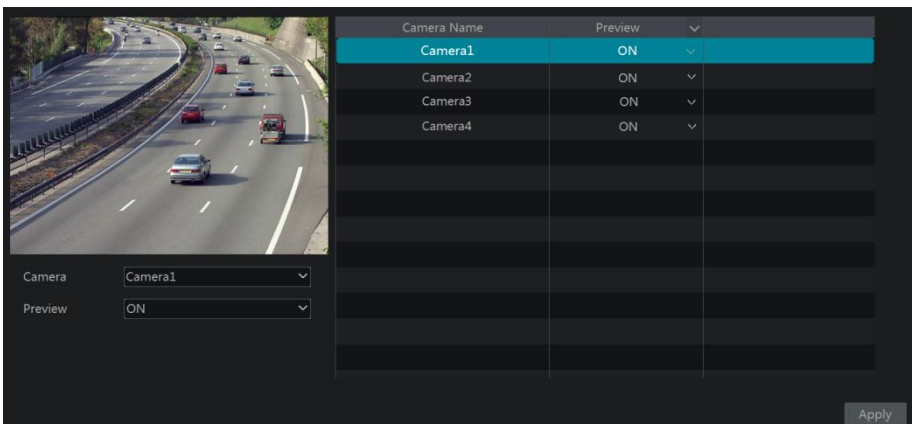 Camera Name Preview
Camera1 ON
Camera2 ON
Camera3 ON
Camera4 ON
Camera Camera1
Preview ON
Apply